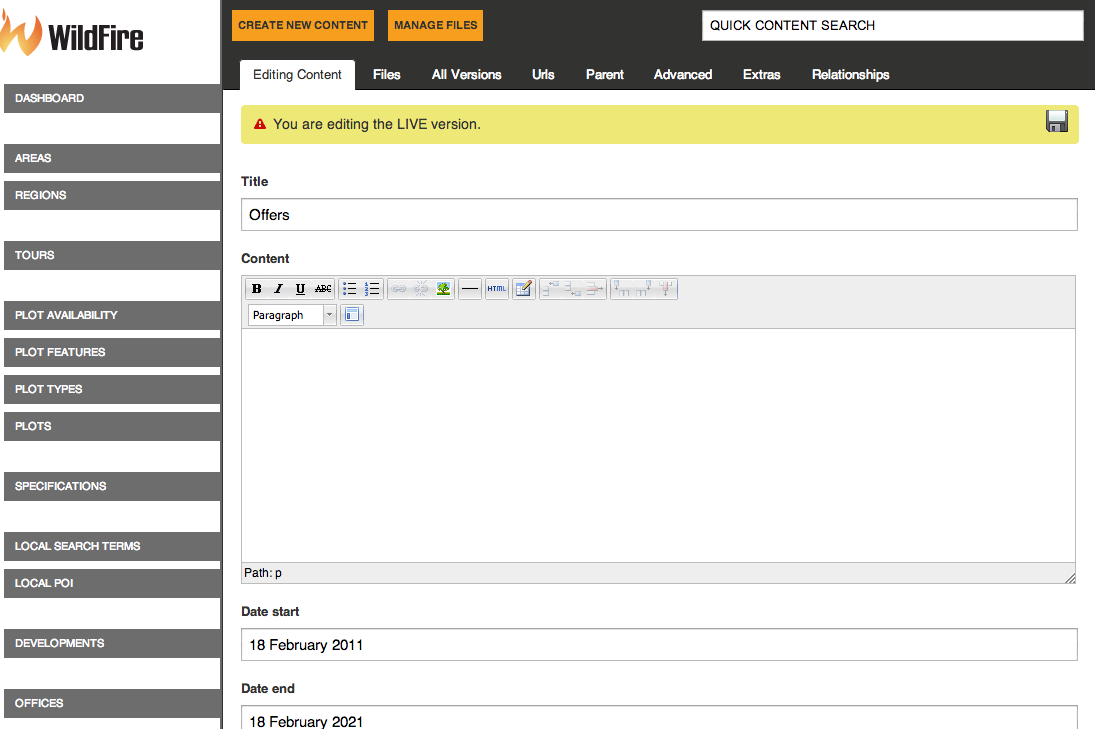 WildFire
CREATE NEW CONTENT
MANAGE FILES
QUICK CONTENT SEARCH
Editing Content
Files
All Versions
Urls
Parent
Advanced
Extras
Relationships
DASHBOARD
AREAS
REGIONS
TOURS
PLOT AVAILABILITY
PLOT FEATURES
PLOT TYPES
PLOTS
SPECIFICATIONS
LOCAL SEARCH TERMS
LOCAL POI
DEVELOPMENTS
OFFICES
You are editing the LIVE version.
Title
Offers
Content
B I U ABC
1
2
3
HTML
Paragraph
Path: p
Date start
18 February 2011
Date end
18 February 2021